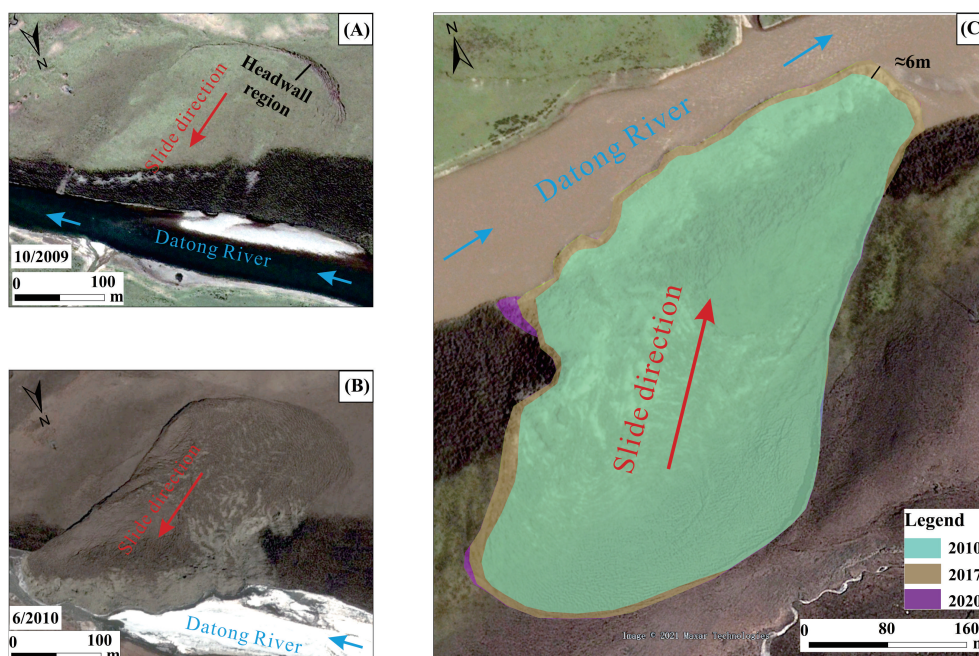 (A)
N
Headwall
region
Slide direction
Datong River
10/2009
0 100
m
(B)
N
Slide direction
6/2010
Datong River
0 100
m
(C)
N
≈6m
Datong River
Slide direction
Legend
2010
2017
2020
Image © 2021 Maxar Technologies
0 80 160
m